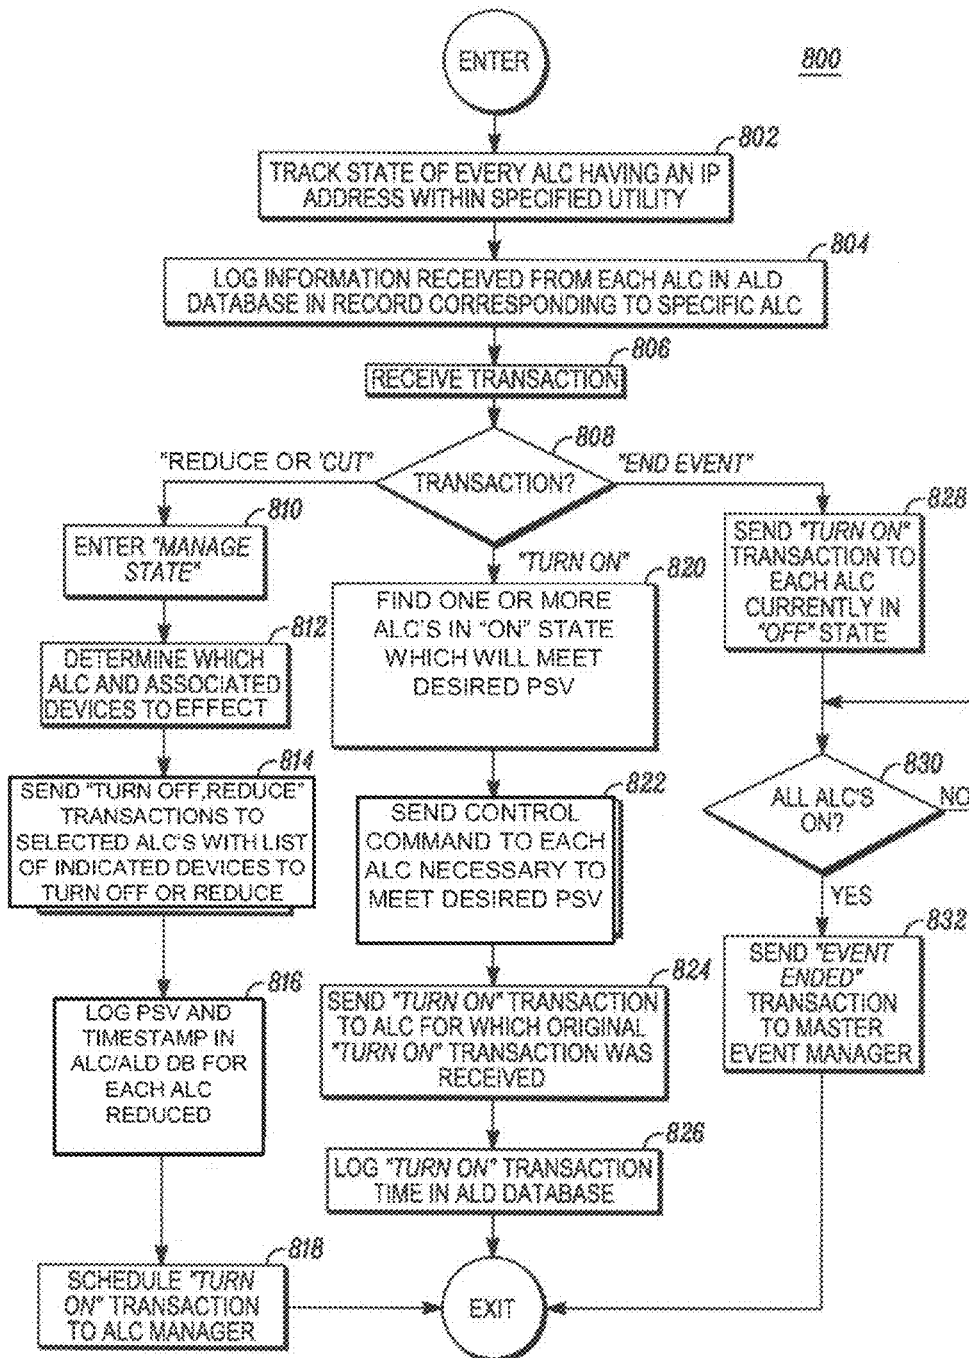 ENTER
800
802
TRACK STATE OF EVERY ALC HAVING AN IP
ADDRESS WITHIN SPECIFIED UTILITY
804
LOG INFORMATION RECEIVED FROM EACH ALC IN ALD
DATABASE IN RECORD CORRESPONDING TO SPECIFIC ALC
806
RECEIVE TRANSACTION
808
TRANSACTION?
"REDUCE OR 'CUT"
"END EVENT"
"TURN ON"
810
ENTER "MANAGE
STATE"
812
DETERMINE WHICH
ALC AND ASSOCIATED
DEVICES TO EFFECT
814
SEND "TURN OFF,REDUCE"
TRANSACTIONS TO
SELECTED ALC'S WITH LIST
OF INDICATED DEVICES TO
TURN OFF OR REDUCE
816
LOG PSV AND
TIMESTAMP IN
ALC/ALD DB FOR
EACH ALC
REDUCED
818
SCHEDULE "TURN
ON" TRANSACTION
TO ALC MANAGER
820
FIND ONE OR MORE
ALC'S IN "ON" STATE
WHICH WILL MEET
DESIRED PSV
822
SEND CONTROL
COMMAND TO EACH
ALC NECESSARY TO
MEET DESIRED PSV
824
SEND "TURN ON" TRANSACTION
TO ALC FOR WHICH ORIGINAL
"TURN ON" TRANSACTION WAS
RECEIVED
826
LOG "TURN ON" TRANSACTION
TIME IN ALD DATABASE
EXIT
828
SEND "TURN ON"
TRANSACTION TO
EACH ALC
CURRENTLY IN
"OFF" STATE
830
ALL ALC'S
ON?
NO
YES
832
SEND "EVENT
ENDED"
TRANSACTION
TO MASTER
EVENT MANAGER